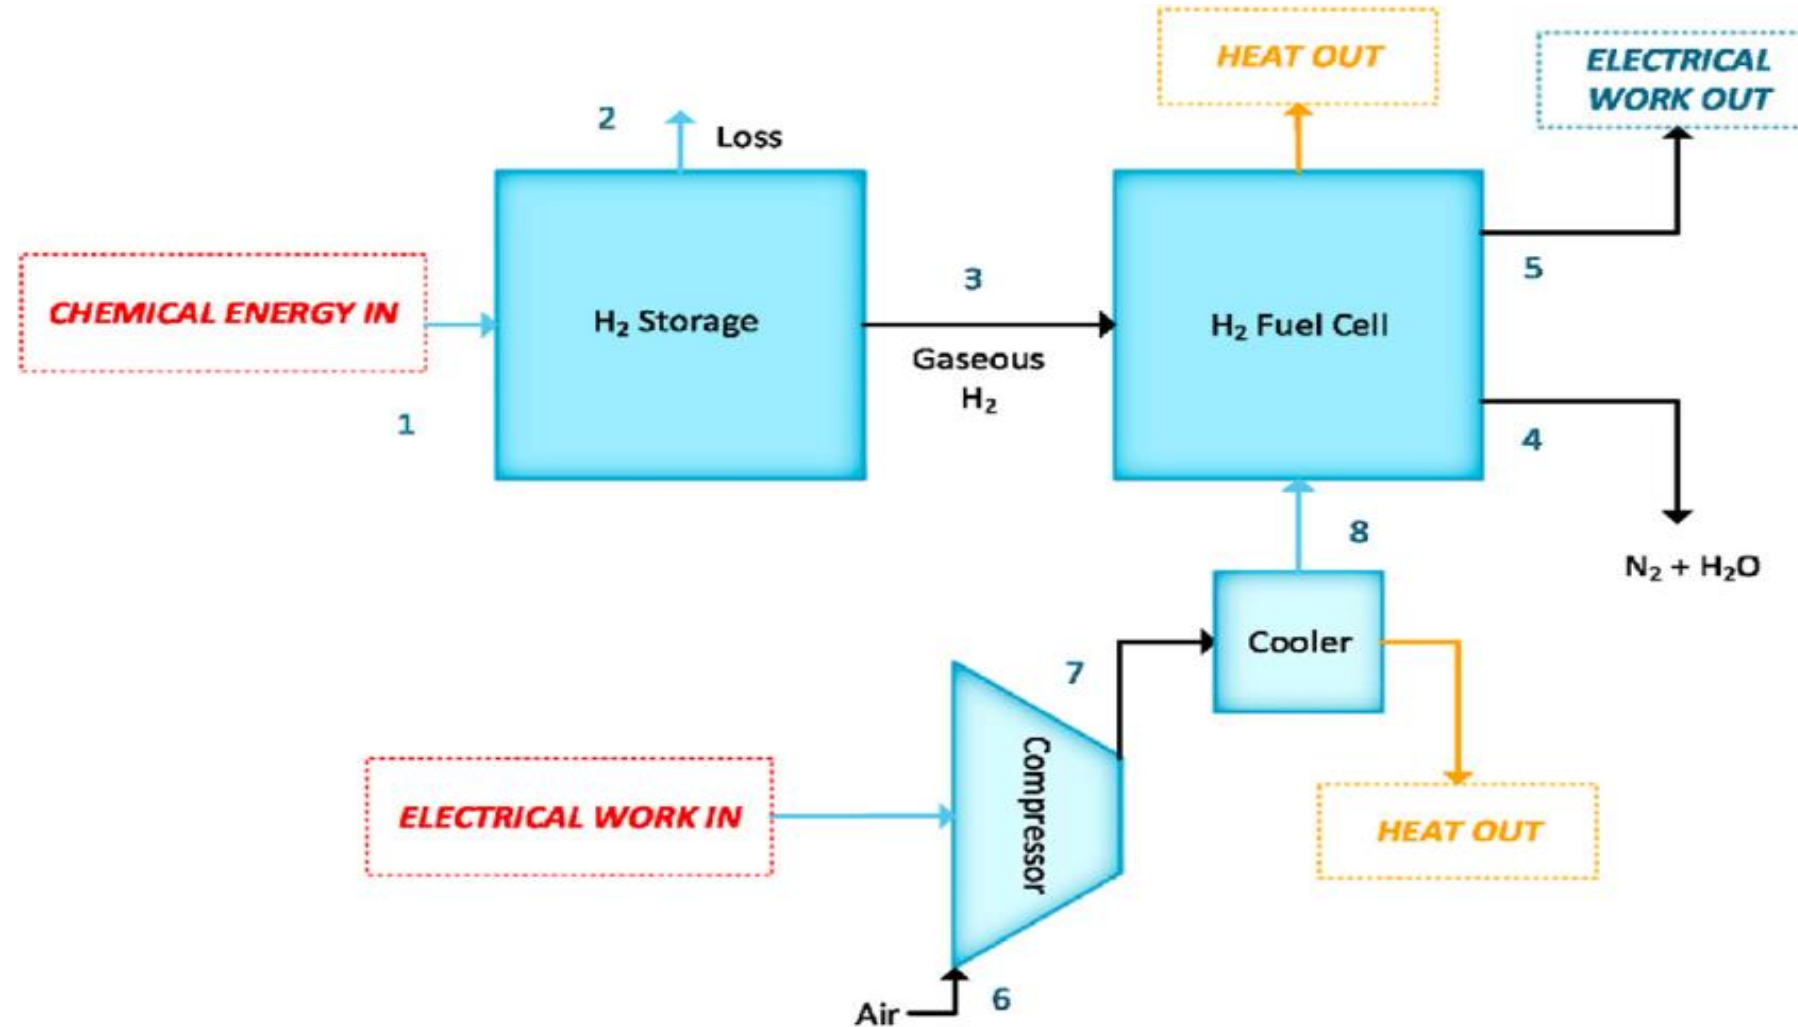 HEAT OUT
ELECTRICAL
WORK OUT
2
Loss
CHEMICAL ENERGY IN
H₂ Storage
3
H₂ Fuel Cell
5
Gaseous
H₂
1
4
8
N₂ + H₂O
Cooler
7
Compressor
ELECTRICAL WORK IN
HEAT OUT
Air
6